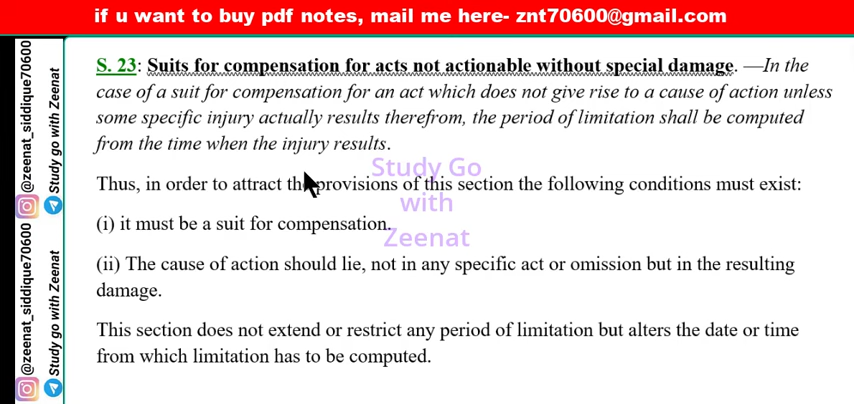 if u want to buy pdf notes, mail me here- znt70600@gmail.com
S. 23: Suits for compensation for acts not actionable without special damage. —In the
case of a suit for compensation for an act which does not give rise to a cause of action unless
some specific injury actually results therefrom, the period of limitation shall be computed
from the time when the injury results.
Thus, in order to attract the provisions of this section the following conditions must exist:
(i) it must be a suit for compensation.
(ii) The cause of action should lie, not in any specific act or omission but in the resulting
damage.
This section does not extend or restrict any period of limitation but alters the date or time
from which limitation has to be computed.
Study Go
with
Zeenat
@zeenat_siddique70600
Study go with Zeenat
@zeenat_siddique70600
Study go with Zeenat